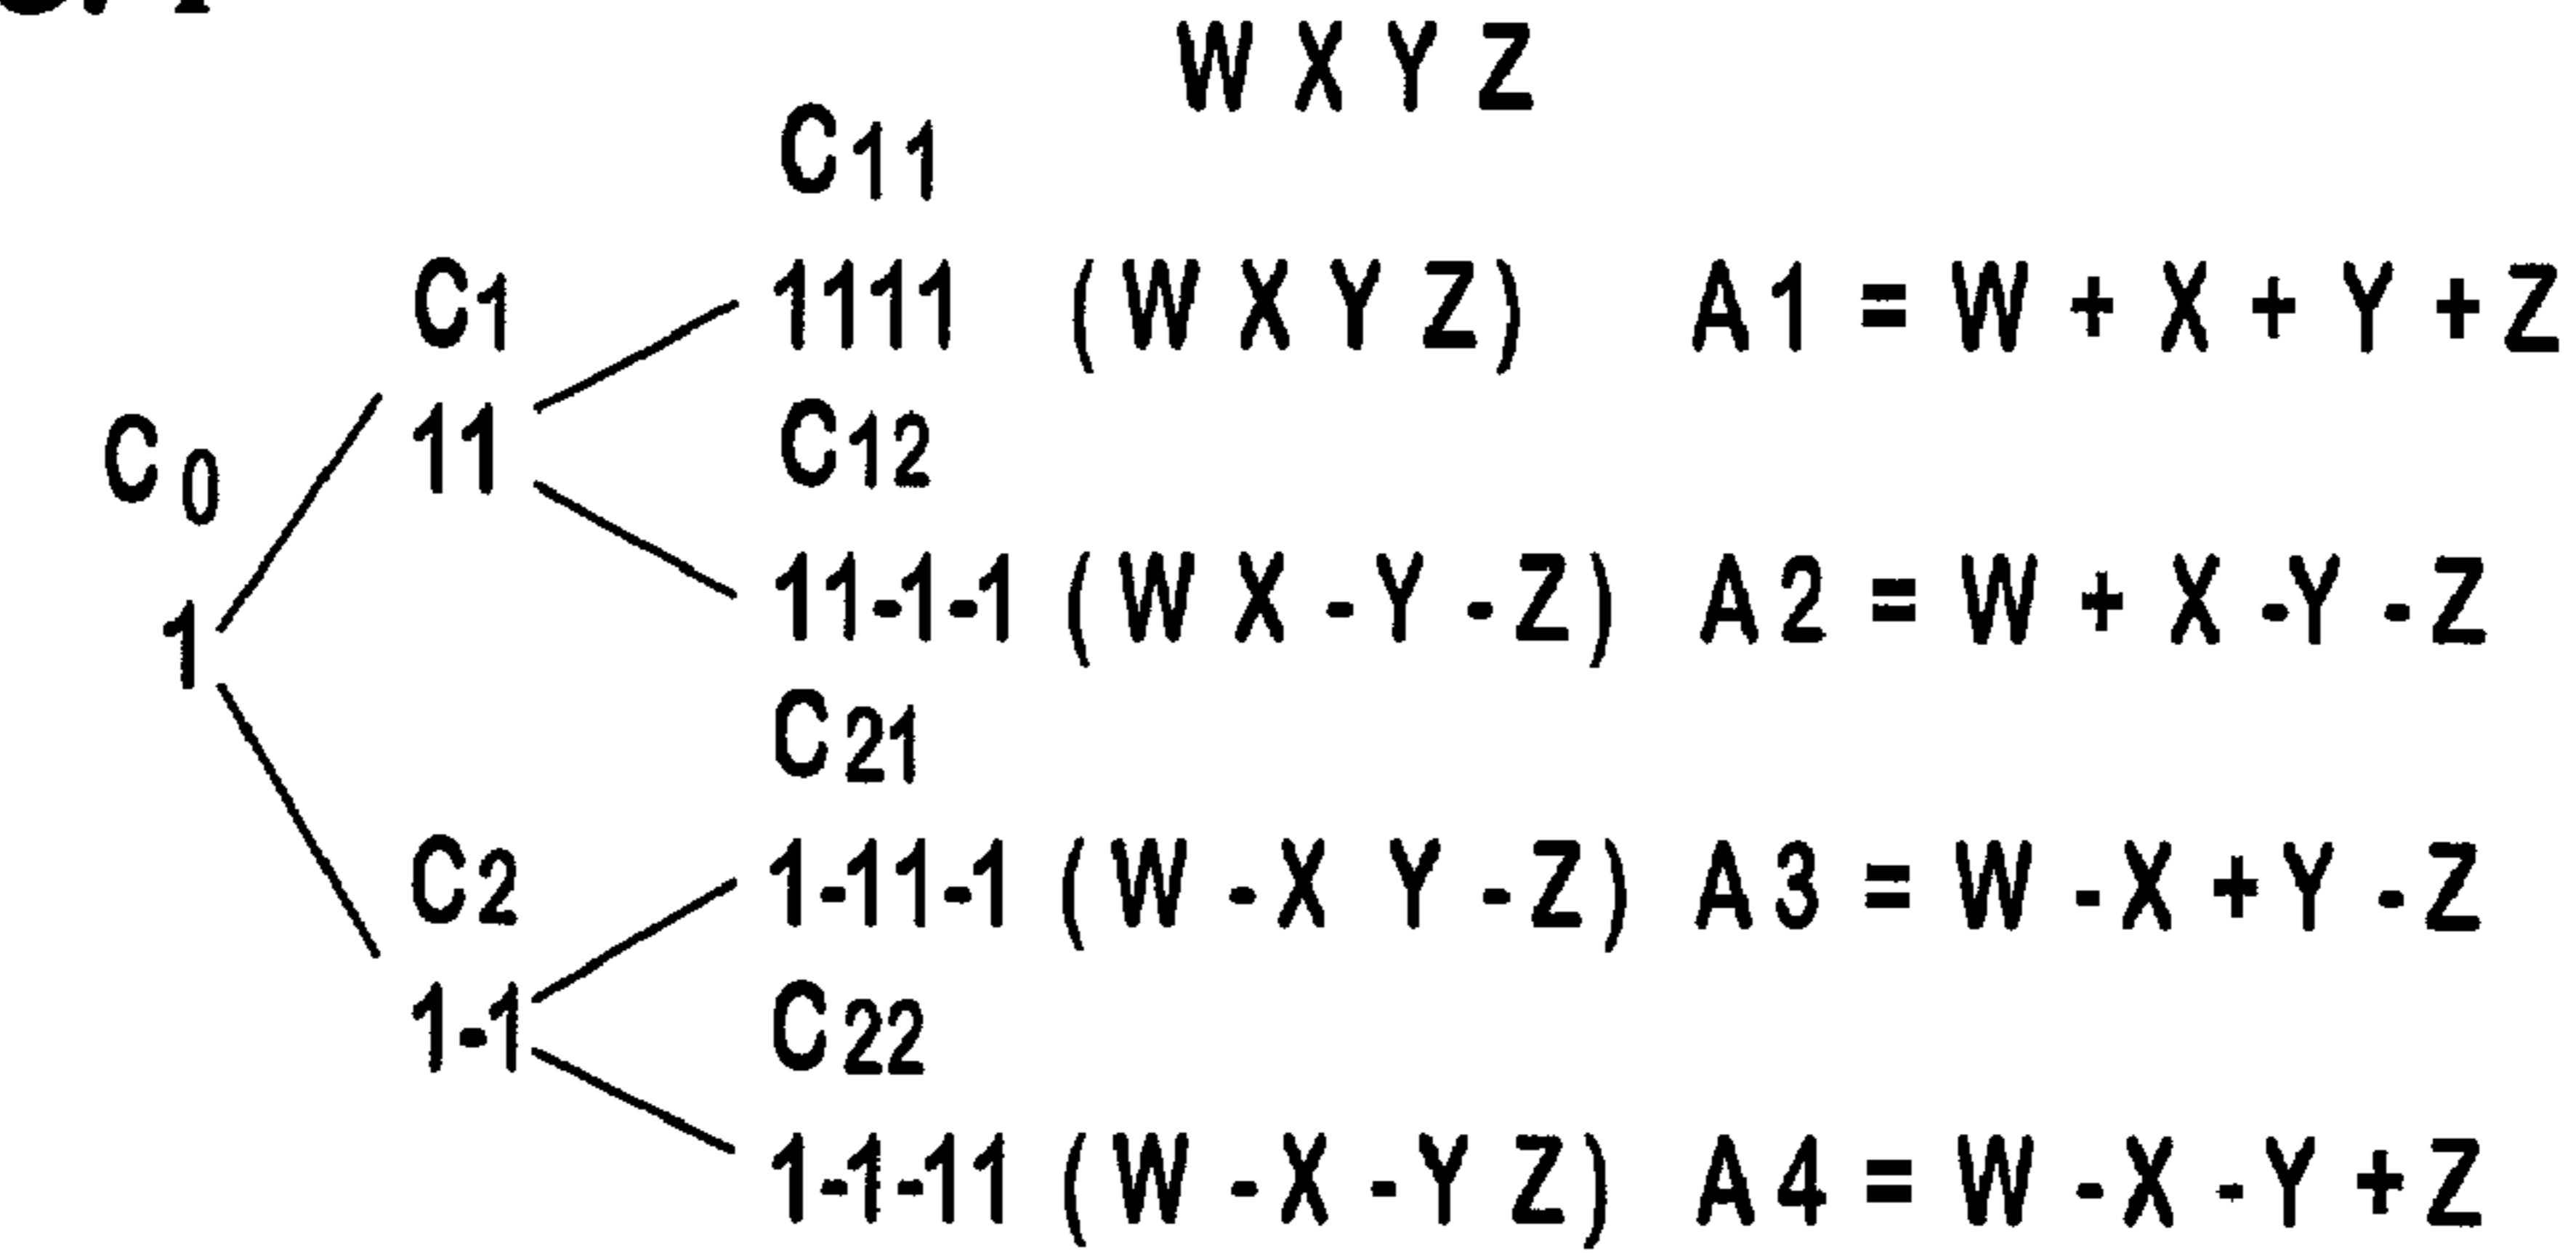 W X Y Z
C11
C1 1111 (W X Y Z) A1 = W + X + Y + Z
C0 11 C12
1 11-1-1 (W X -Y -Z) A2 = W + X -Y -Z
C21
C2 1-11-1 (W -X Y -Z) A3 = W -X +Y -Z
1-1 C22
1-1-11 (W -X -Y Z) A4 = W -X -Y +Z